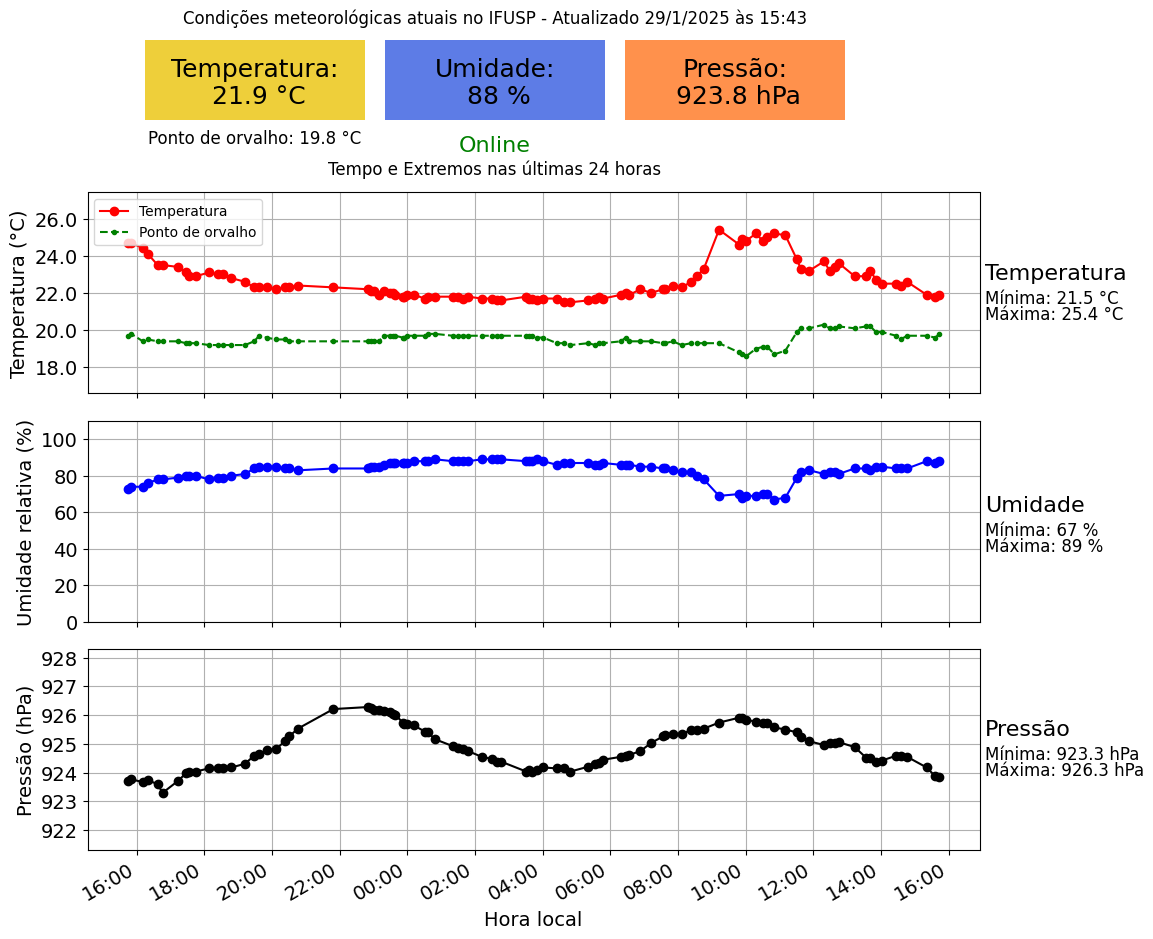 Condições meteorológicas atuais no IFUSP - Atualizado 29/1/2025 às 15:43
Temperatura:
21.9 °C
Umidade:
88 %
Pressão:
923.8 hPa
Ponto de orvalho: 19.8 °C
Online
Tempo e Extremos nas últimas 24 horas
Temperatura (°C)
26.0
24.0
22.0
20.0
18.0
Temperatura
Ponto de orvalho
Temperatura
Mínima: 21.5 °C
Máxima: 25.4 °C
Umidade relativa (%)
100
80
60
40
20
0
Umidade
Mínima: 67 %
Máxima: 89 %
Pressão (hPa)
928
927
926
925
924
923
922
Pressão
Mínima: 923.3 hPa
Máxima: 926.3 hPa
16:00 18:00 20:00 22:00 00:00 02:00 04:00 06:00 08:00 10:00 12:00 14:00 16:00
Hora local